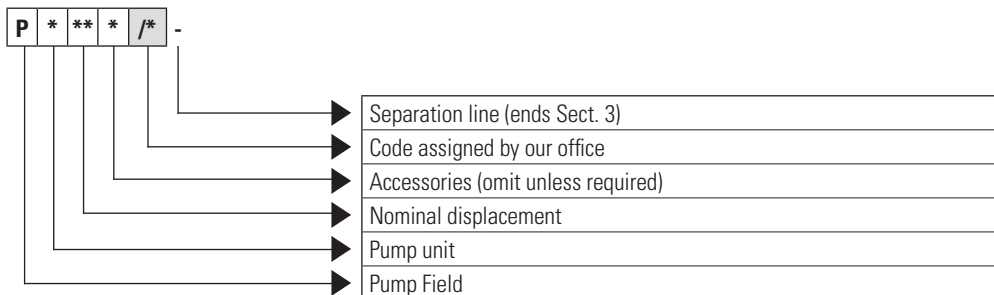 P * ** * /* -
Separation line (ends Sect. 3)
Code assigned by our office
Accessories (omit unless required)
Nominal displacement
Pump unit
Pump Field